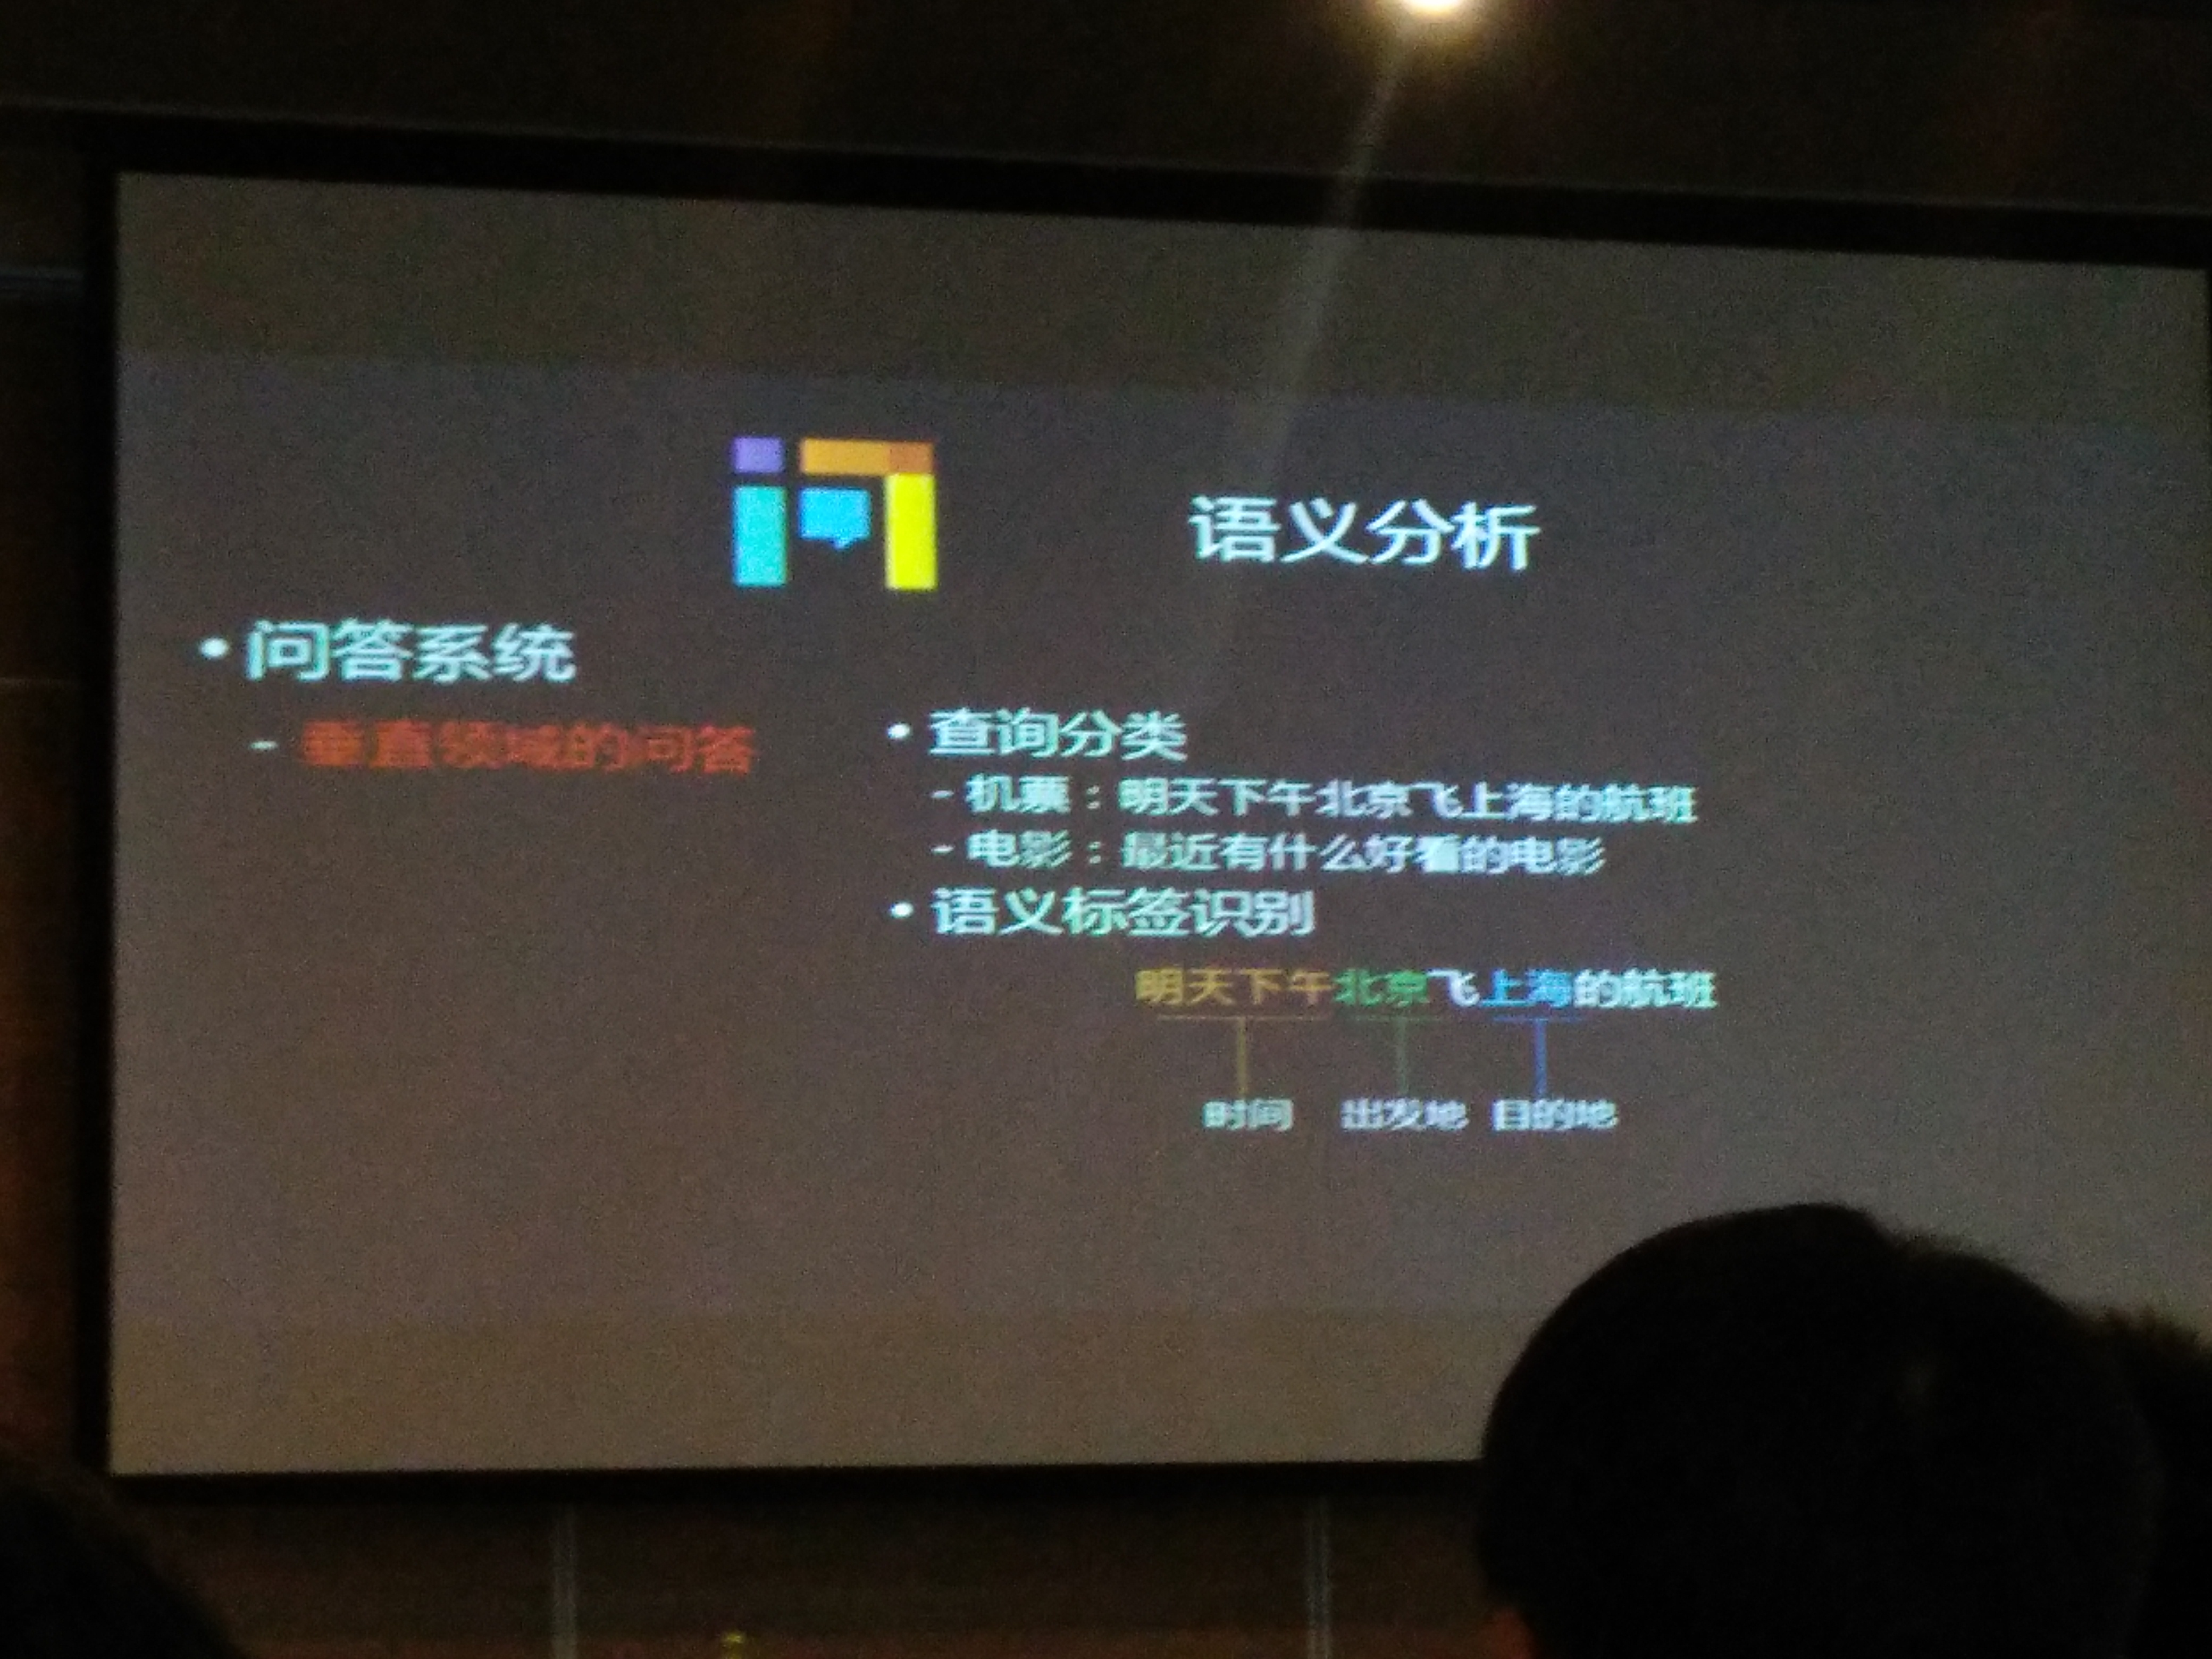 语义分析
• 问答系统
- 垂直领域的问答
• 查询分类
- 机票：明天下午北京飞上海的航班
- 电影：最近有什么好看的电影
• 语义标签识别
明天下午北京飞上海的航班
时间 出发地 目的地